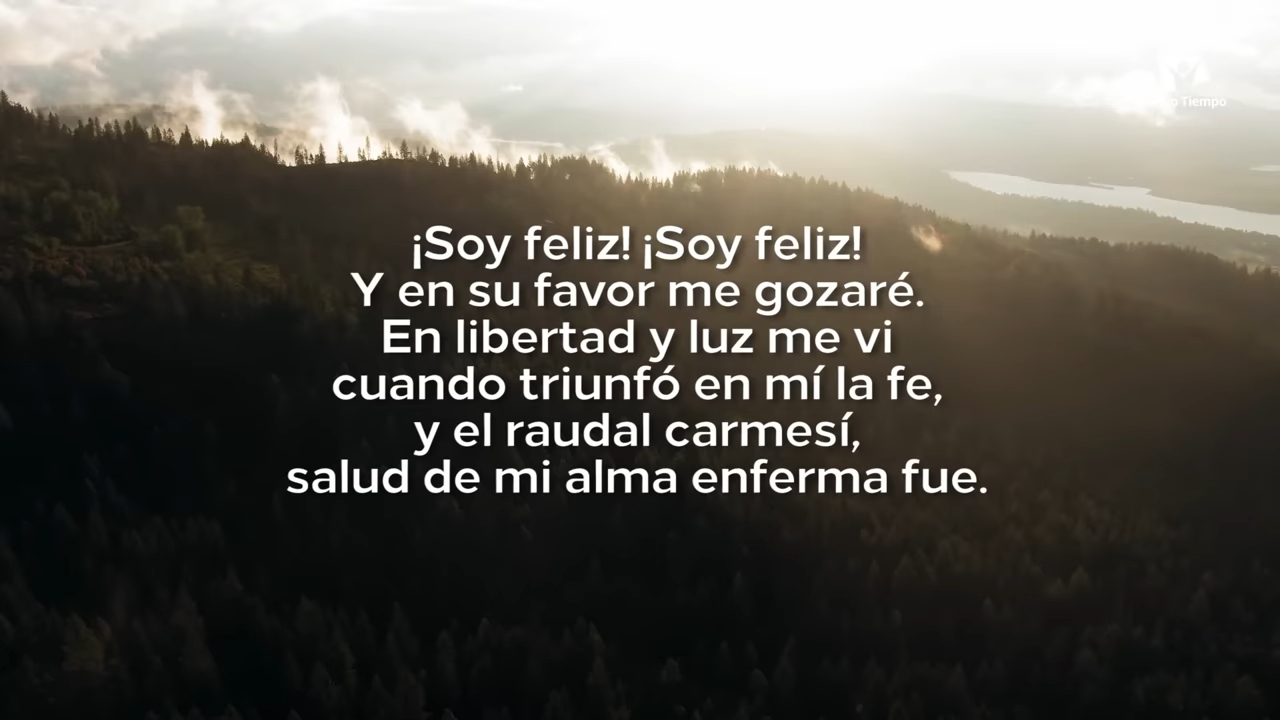 Tiempo
¡Soy feliz! ¡Soy feliz!
Y en su favor me gozaré.
En libertad y luz me vi
cuando triunfó en mí la fe,
y el raudal carmesí,
salud de mi alma enferma fue.